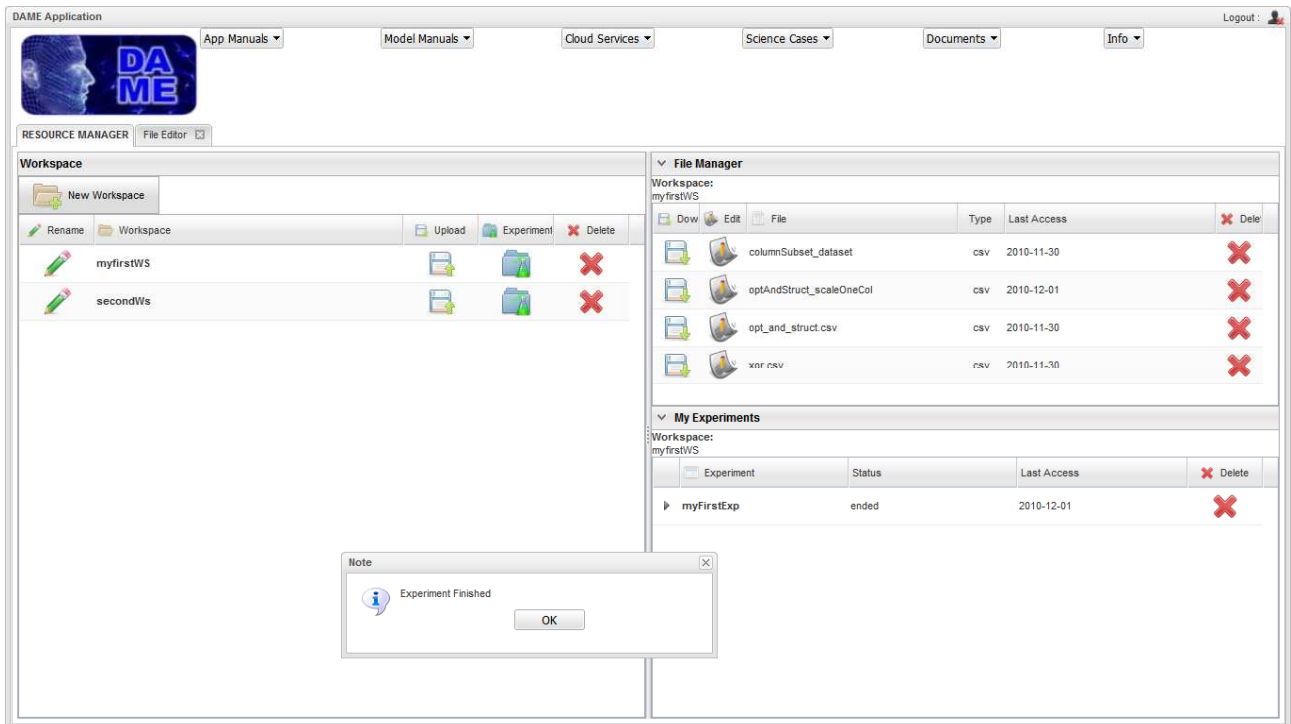 DAME Application
Logout :
App Manuals
Model Manuals
Cloud Services
Science Cases
Documents
Info
DA
ME
RESOURCE MANAGER
File Editor
Workspace
New Workspace
Rename Workspace Upload Experiment Delete
myfirstWS
secondWs
File Manager
Workspace:
myfirstWS
Dow Edit File Type Last Access Dele
columnSubset_dataset csv 2010-11-30
optAndStruct_scaleOneCol csv 2010-12-01
opt_and_struct.csv csv 2010-11-30
xor.csv csv 2010-11-30
My Experiments
Workspace:
myfirstWS
Experiment Status Last Access Delete
myFirstExp ended 2010-12-01
Note
Experiment Finished
OK